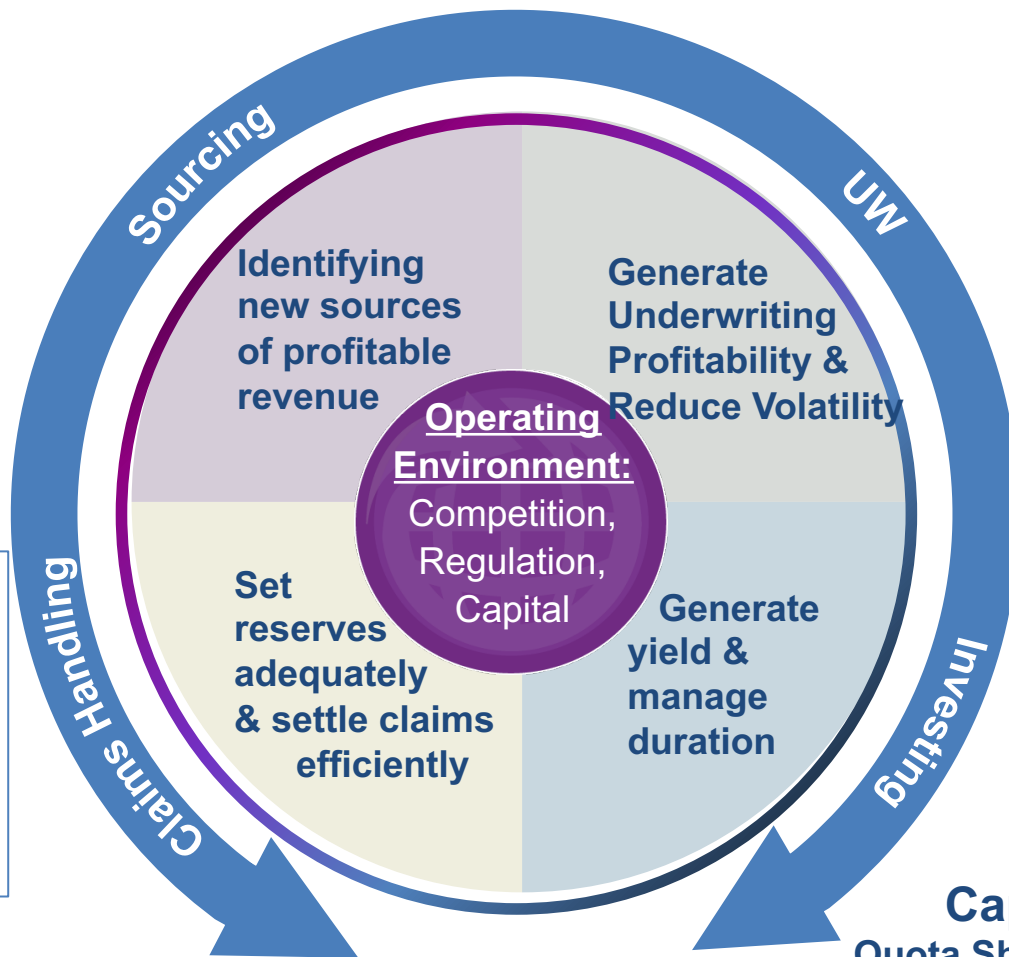 Sourcing
UW
Identifying
new sources
of profitable
revenue
Generate
Underwriting
Profitability &
Reduce Volatility
Operating
Environment:
Competition,
Regulation,
Capital
Set
reserves
adequately
& settle claims
efficiently
Generate
yield &
manage
duration
Claims Handling
Investing
Quota